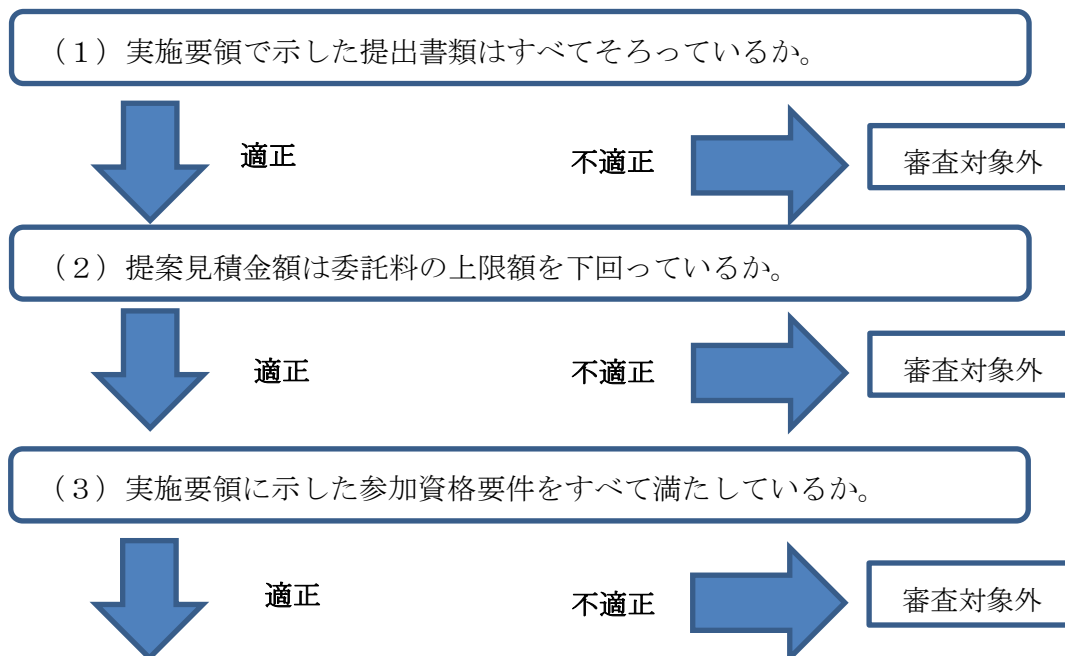 （１）実施要領で示した提出書類はすべてそろっているか。
適正
不適正
審査対象外
（２）提案見積金額は委託料の上限額を下回っているか。
適正
不適正
審査対象外
（３）実施要領に示した参加資格要件をすべて満たしているか。
適正
不適正
審査対象外